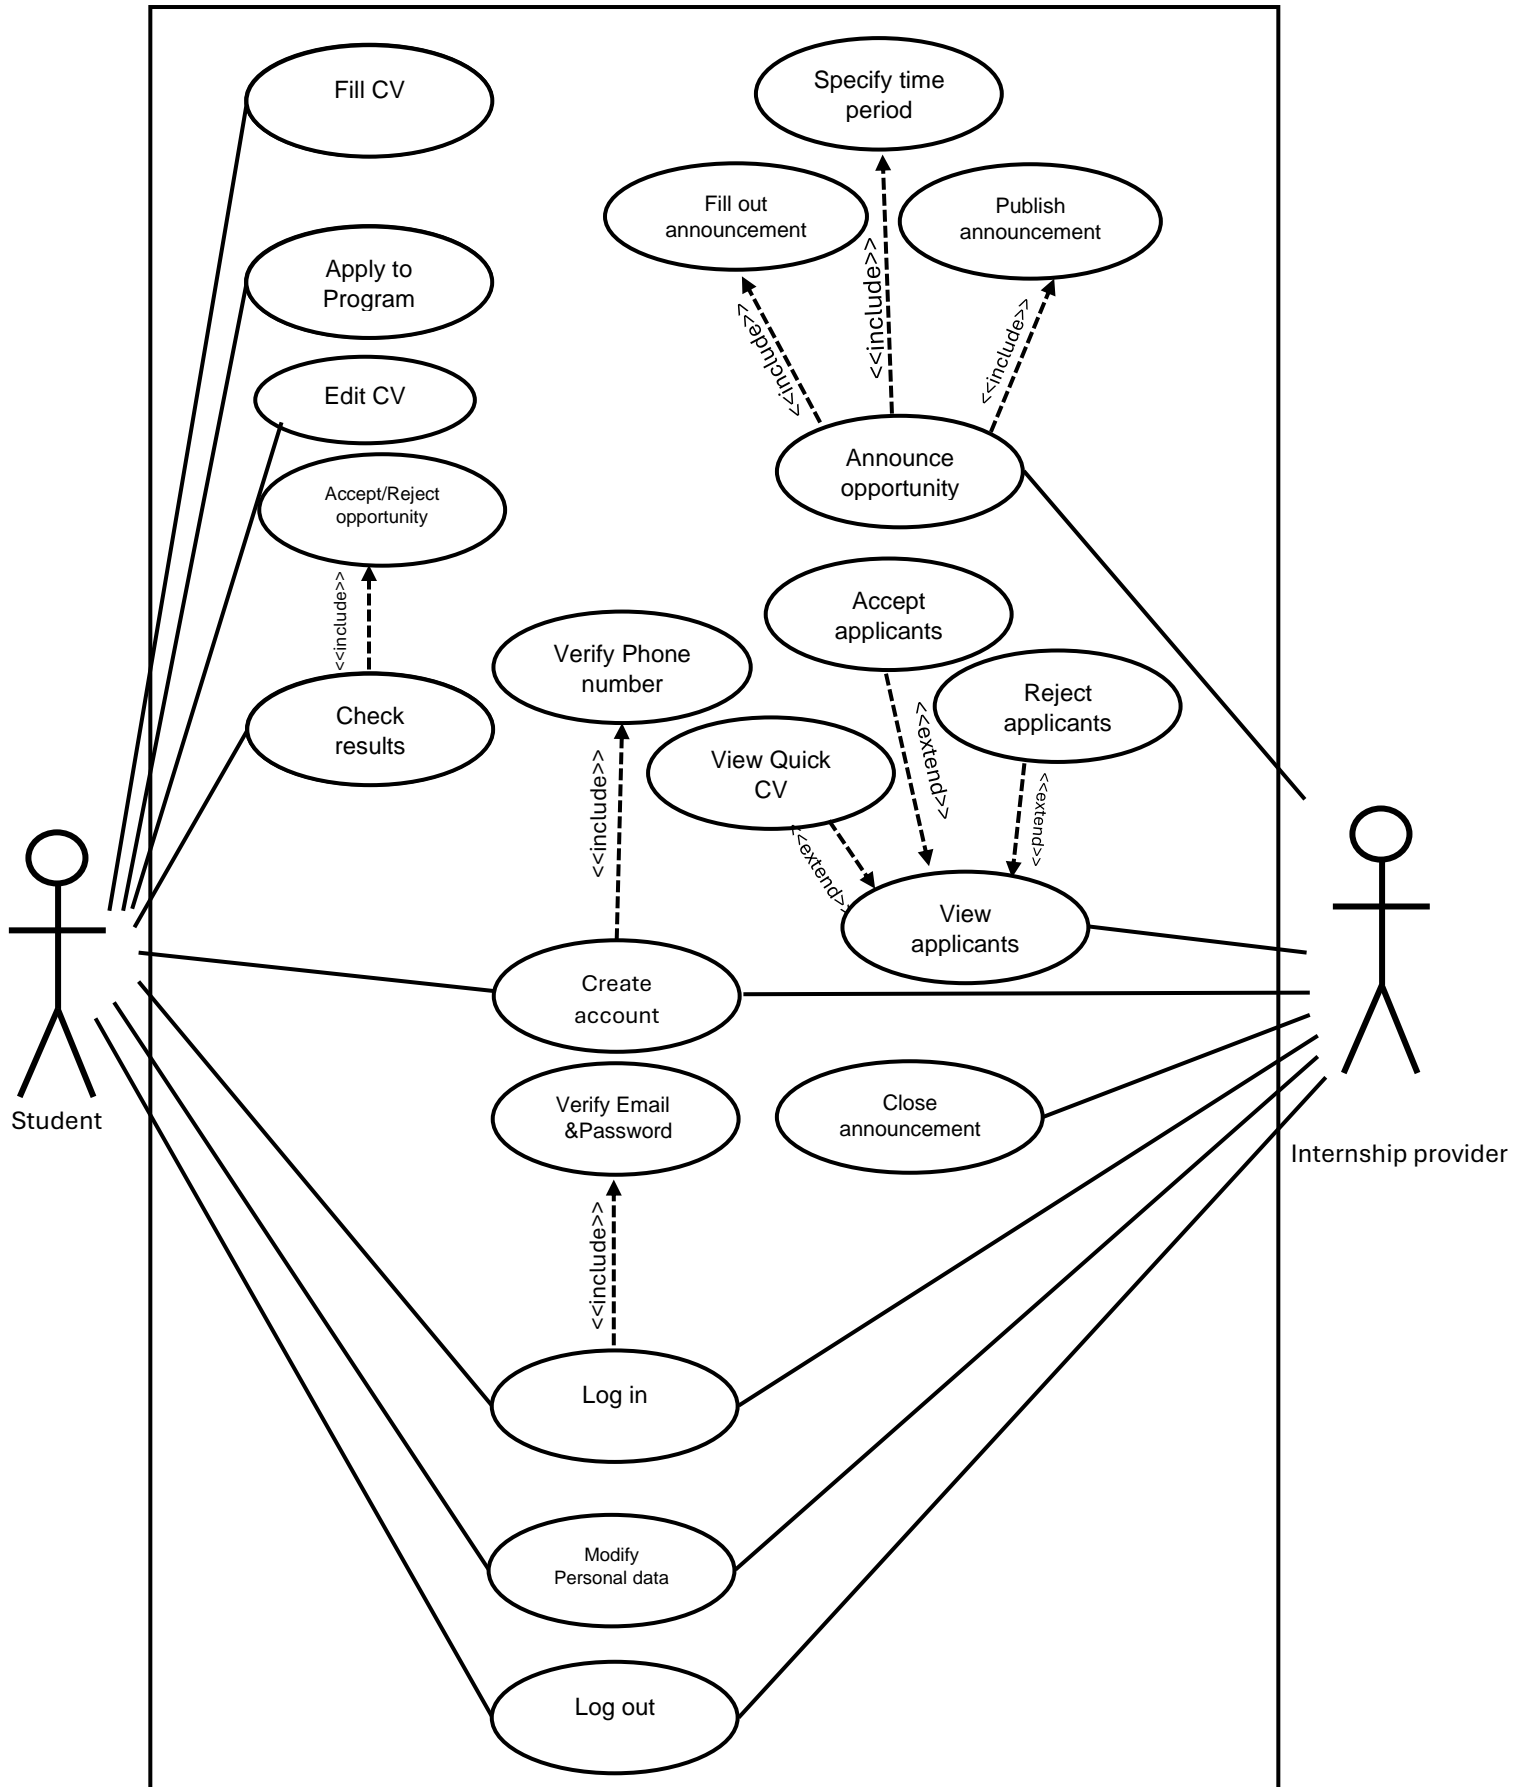 Fill CV
Specify time
period
Fill out
announcement
Publish
announcement
<<include>>
<<include>>
<<include>>
Apply to
Program
Edit CV
Announce
opportunity
Accept/Reject
opportunity
<<include>>
Accept
applicants
Verify Phone
number
Reject
applicants
Check
results
View Quick
CV
<<include>>
<<extend>>
<<extend>>
<<extend>>
View
applicants
Create
account
Student
Verify Email
&Password
Close
announcement
Internship provider
<<include>>
Log in
Modify
Personal data
Log out